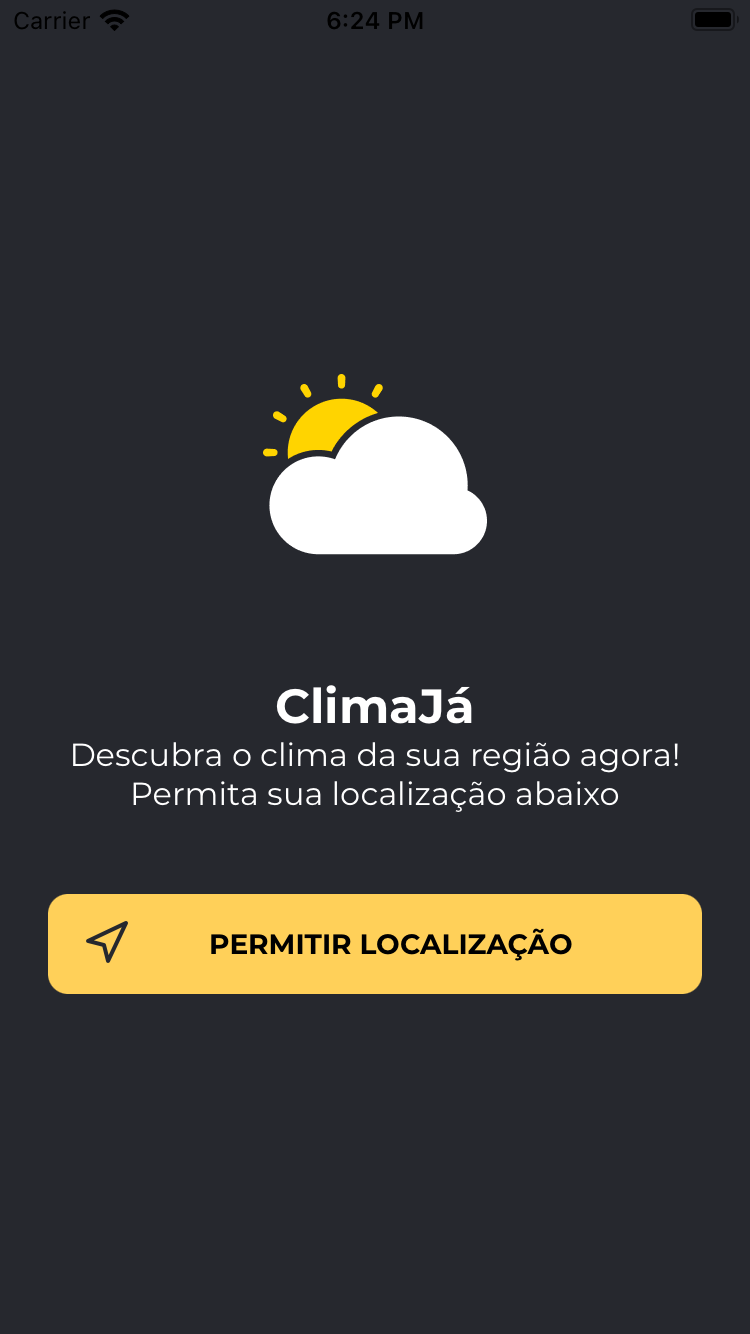 Carrier 6:24 PM
ClimaJá
Descubra o clima da sua região agora!
Permita sua localização abaixo
PERMITIR LOCALIZAÇÃO